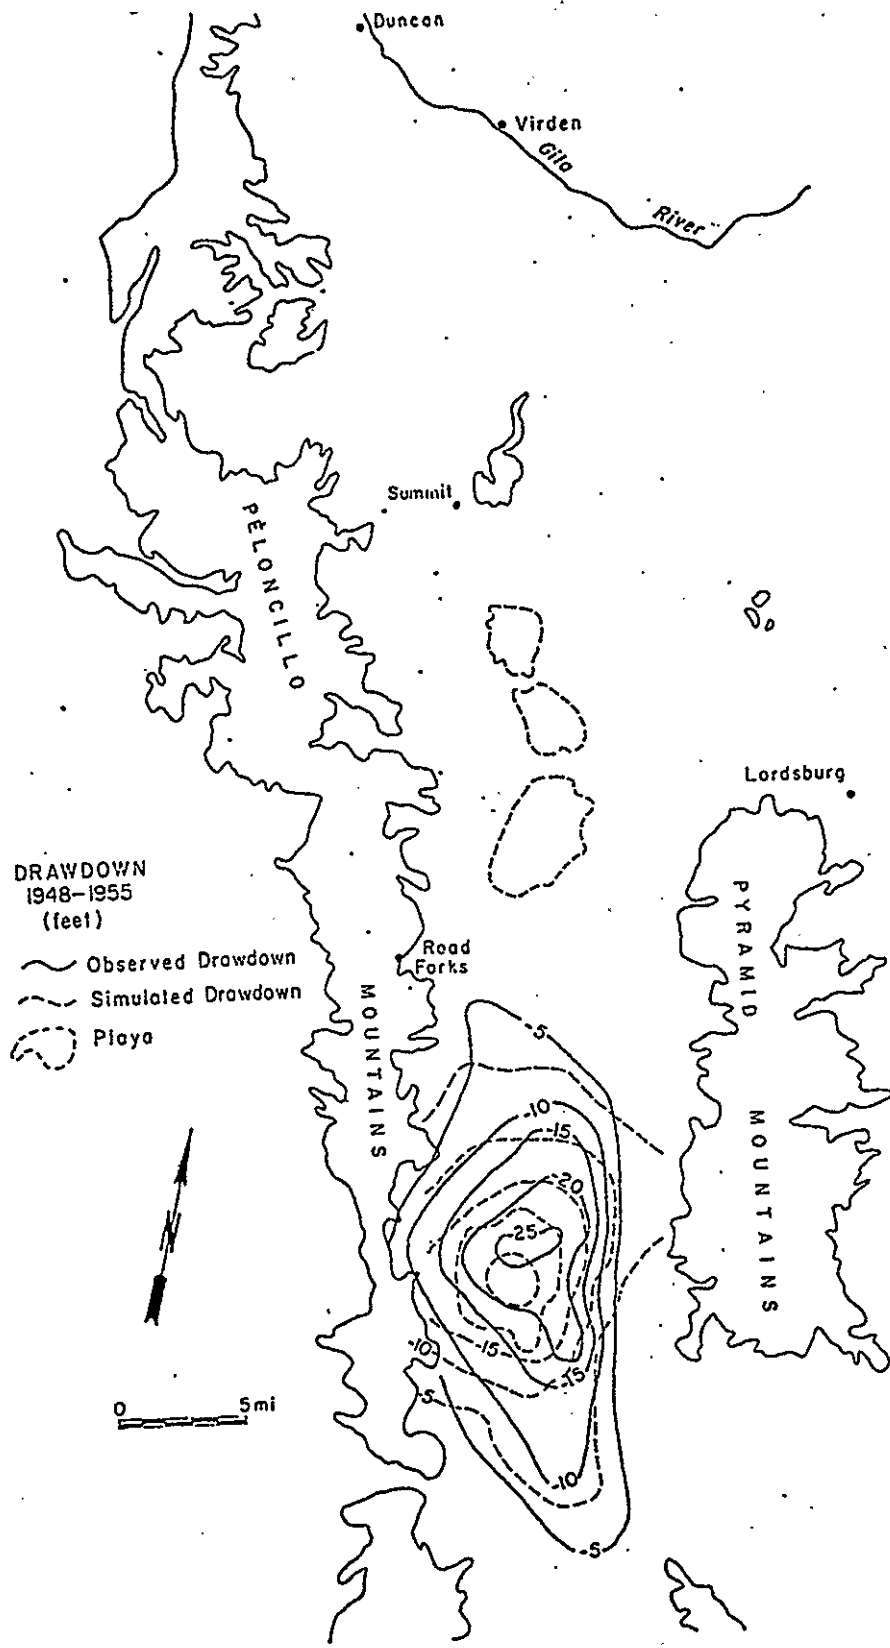 Duncan
Virden
Gila
River
Summit
PELONCILLO
Lordsburg
DRAWDOWN
1948-1955
(feet)
Observed Drawdown
Simulated Drawdown
Playa
Road
Forks
MOUNTAINS
PYRAMID
MOUNTAINS
-5
-10
-15
-20
-25
-15
-10
-15
-5
-10
-5
N
0 5mi